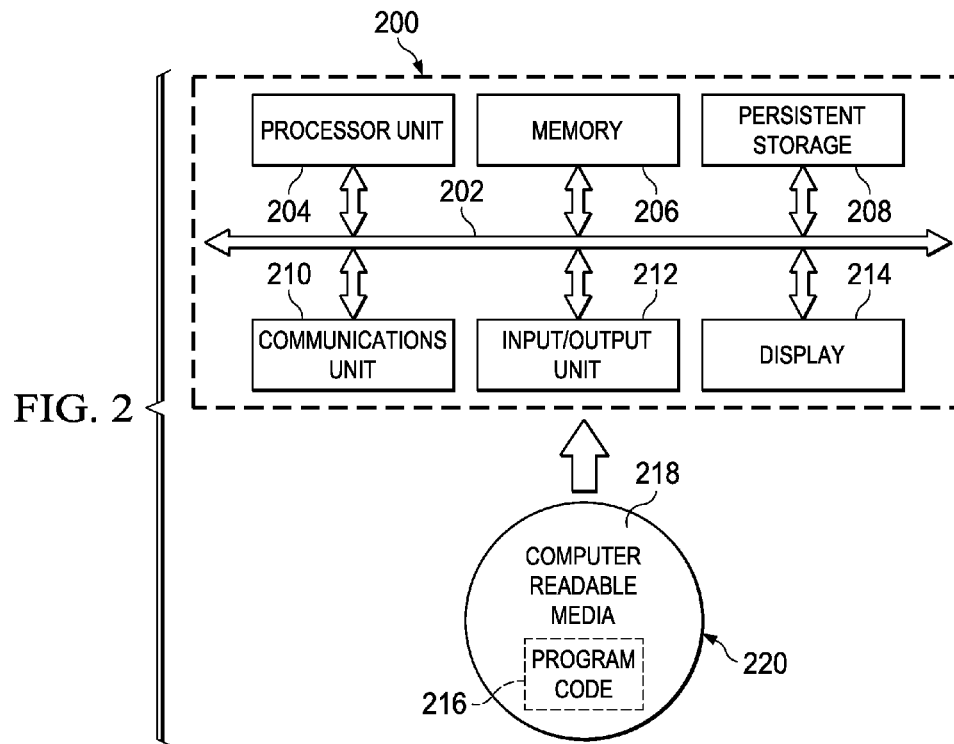 200
PROCESSOR UNIT
MEMORY
PERSISTENT
STORAGE
204
202
206
208
210
212
214
COMMUNICATIONS
UNIT
INPUT/OUTPUT
UNIT
DISPLAY
FIG. 2
218
COMPUTER
READABLE
MEDIA
PROGRAM
CODE
216
220